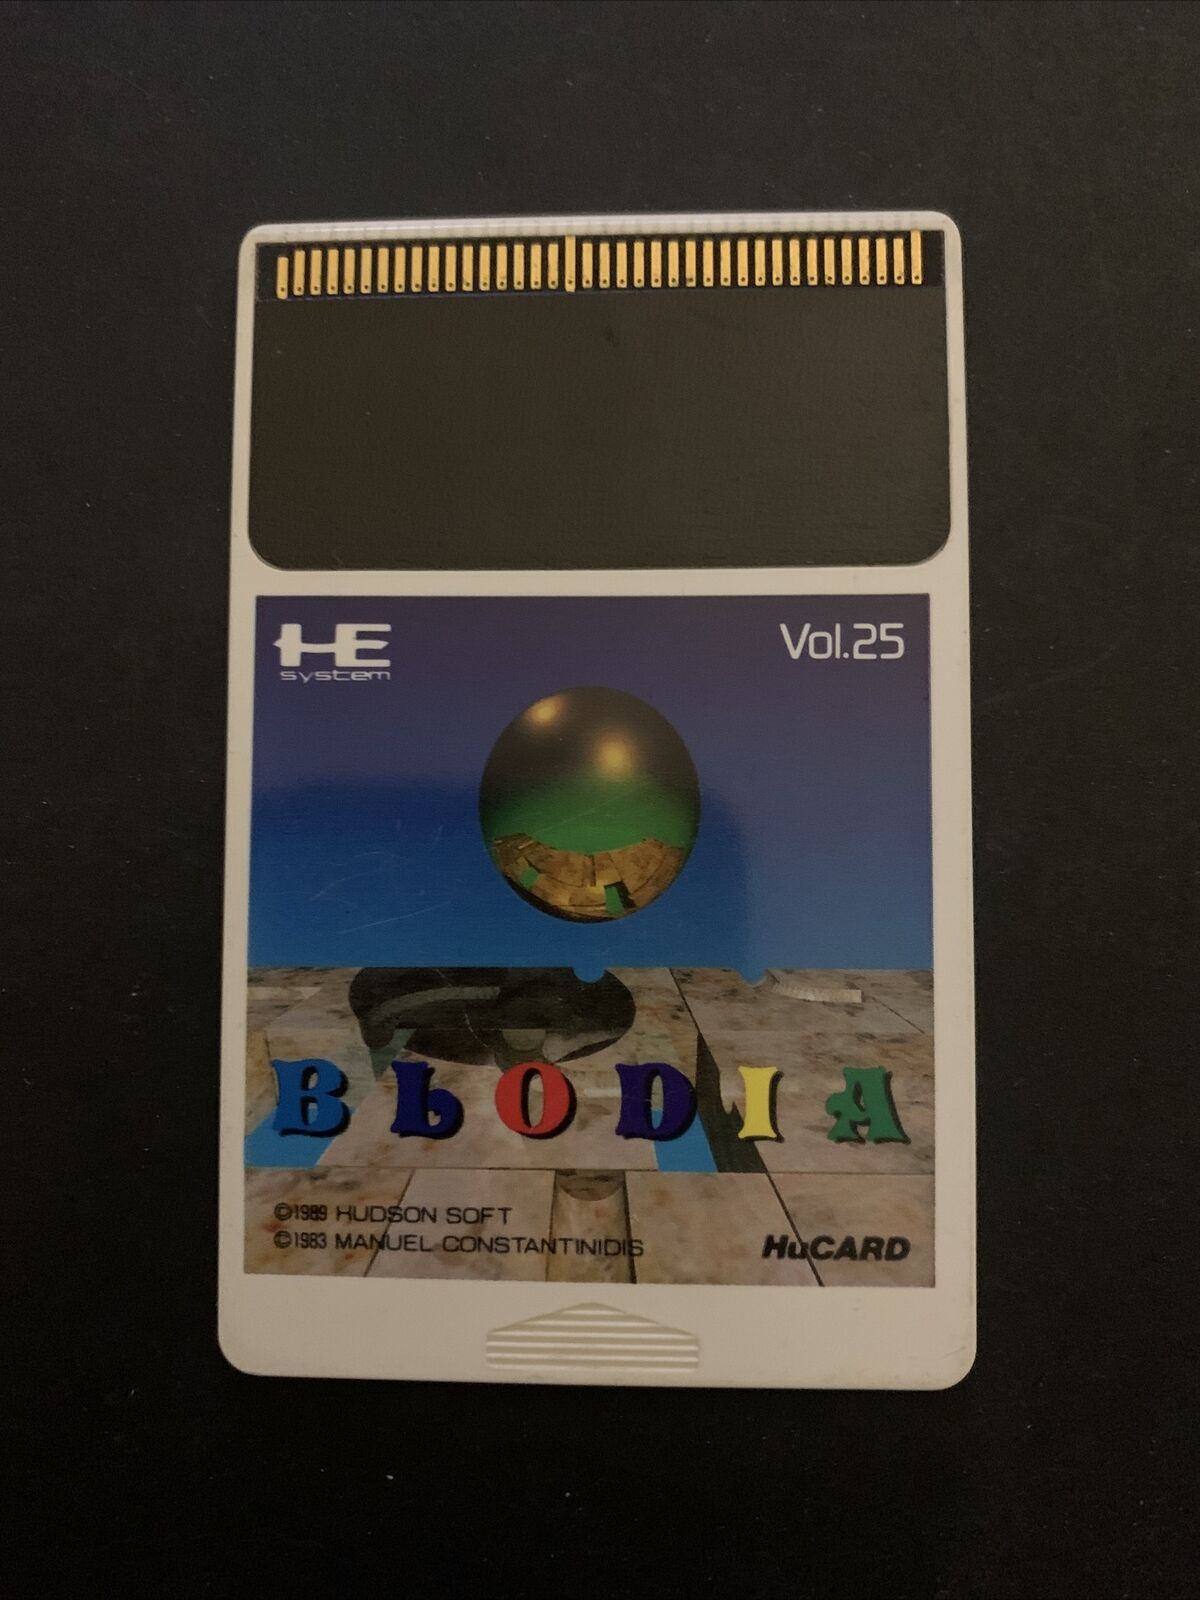 HE
system
Vol.25
BLODIA
©1989 HUDSON SOFT
©1983 MANUEL CONSTANTINIDIS
HuCARD